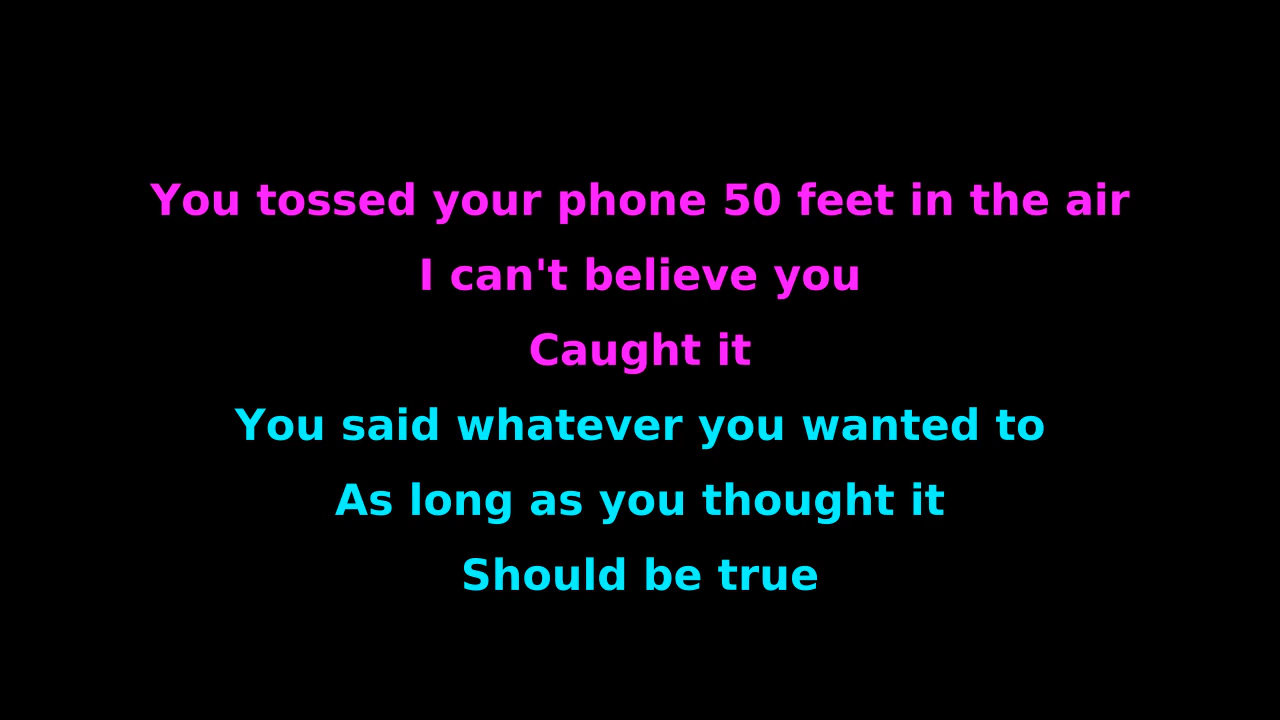 You tossed your phone 50 feet in the air
I can't believe you
Caught it
You said whatever you wanted to
As long as you thought it
Should be true